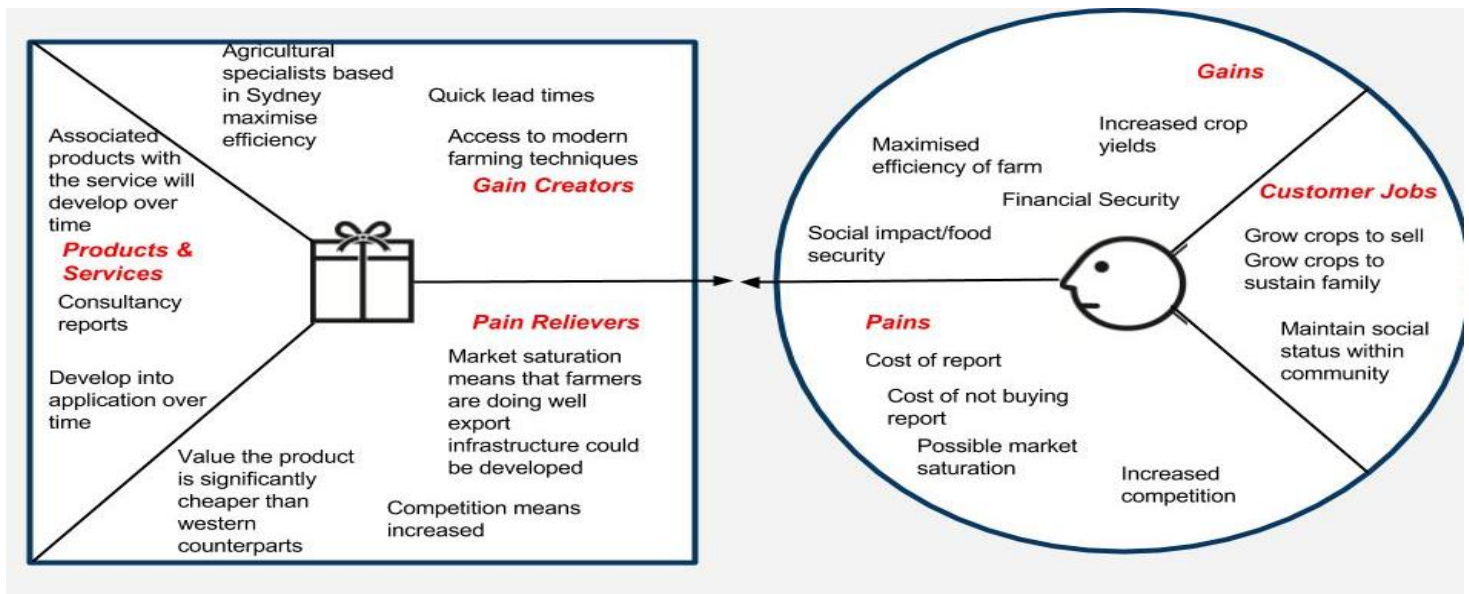 Agricultural
specialists based
in Sydney
maximise
efficiency
Quick lead times
Access to modern
farming techniques
Gain Creators
Associated
products with
the service will
develop over
time
Products &
Services
Consultancy
reports
Develop into
application over
time
Pain Relievers
Market saturation
means that farmers
are doing well
export
infrastructure could
be developed
Value the product
is significantly
cheaper than
western
counterparts
Competition means
increased
Gains
Increased crop
yields
Maximised
efficiency of farm
Financial Security
Social impact/food
security
Customer Jobs
Grow crops to sell
Grow crops to
sustain family
Maintain social
status within
community
Pains
Cost of report
Cost of not buying
report
Possible market
saturation
Increased
competition